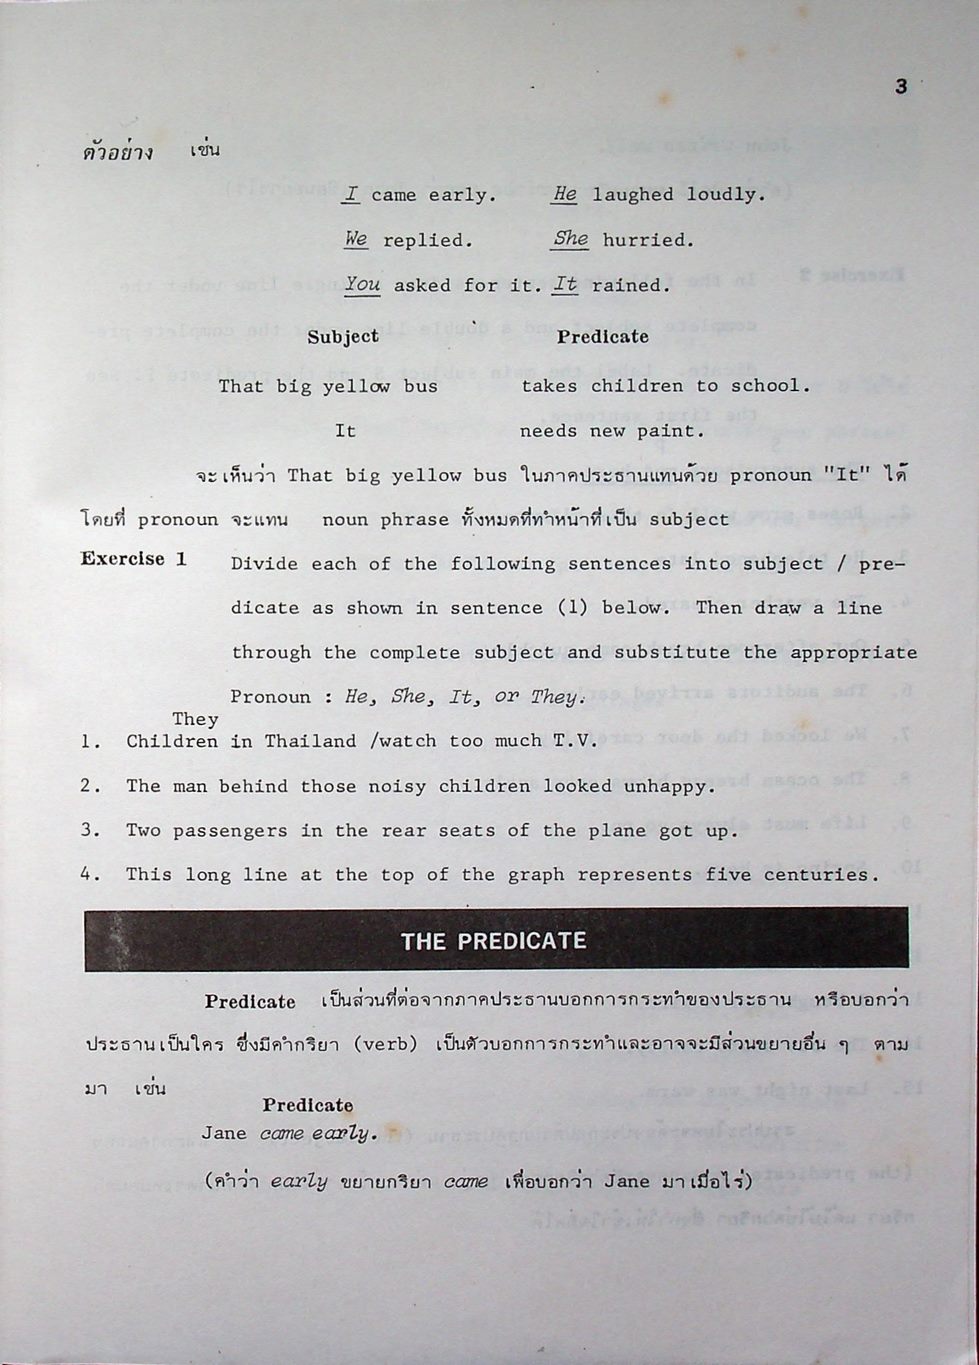 3
ตัวอย่าง เช่น
I came early. He laughed loudly.
We replied. She hurried.
You asked for it. It rained.
Subject Predicate
That big yellow bus takes children to school.
It needs new paint.
จะเห็นว่า That big yellow bus ในภาคประธานแทนด้วย pronoun "It" ได้
โดยที่ pronoun จะแทน noun phrase ทั้งหมดที่ทำหน้าที่เป็น subject
Exercise 1 Divide each of the following sentences into subject / pre-
dicate as shown in sentence (1) below. Then draw a line
through the complete subject and substitute the appropriate
Pronoun : He, She, It, or They.
They
1. Children in Thailand /watch too much T.V.
2. The man behind those noisy children looked unhappy.
3. Two passengers in the rear seats of the plane got up.
4. This long line at the top of the graph represents five centuries.
THE PREDICATE
Predicate เป็นส่วนที่ต่อจากภาคประธานบอกการกระทำของประธาน หรือบอกว่า
ประธานเป็นใคร ซึ่งมีคำกริยา (verb) เป็นตัวบอกการกระทำและอาจจะมีส่วนขยายอื่น ๆ ตาม
มา เช่น
Predicate
Jane came early.
(คำว่า early ขยายกริยา came เพื่อบอกว่า Jane มาเมื่อไร่)